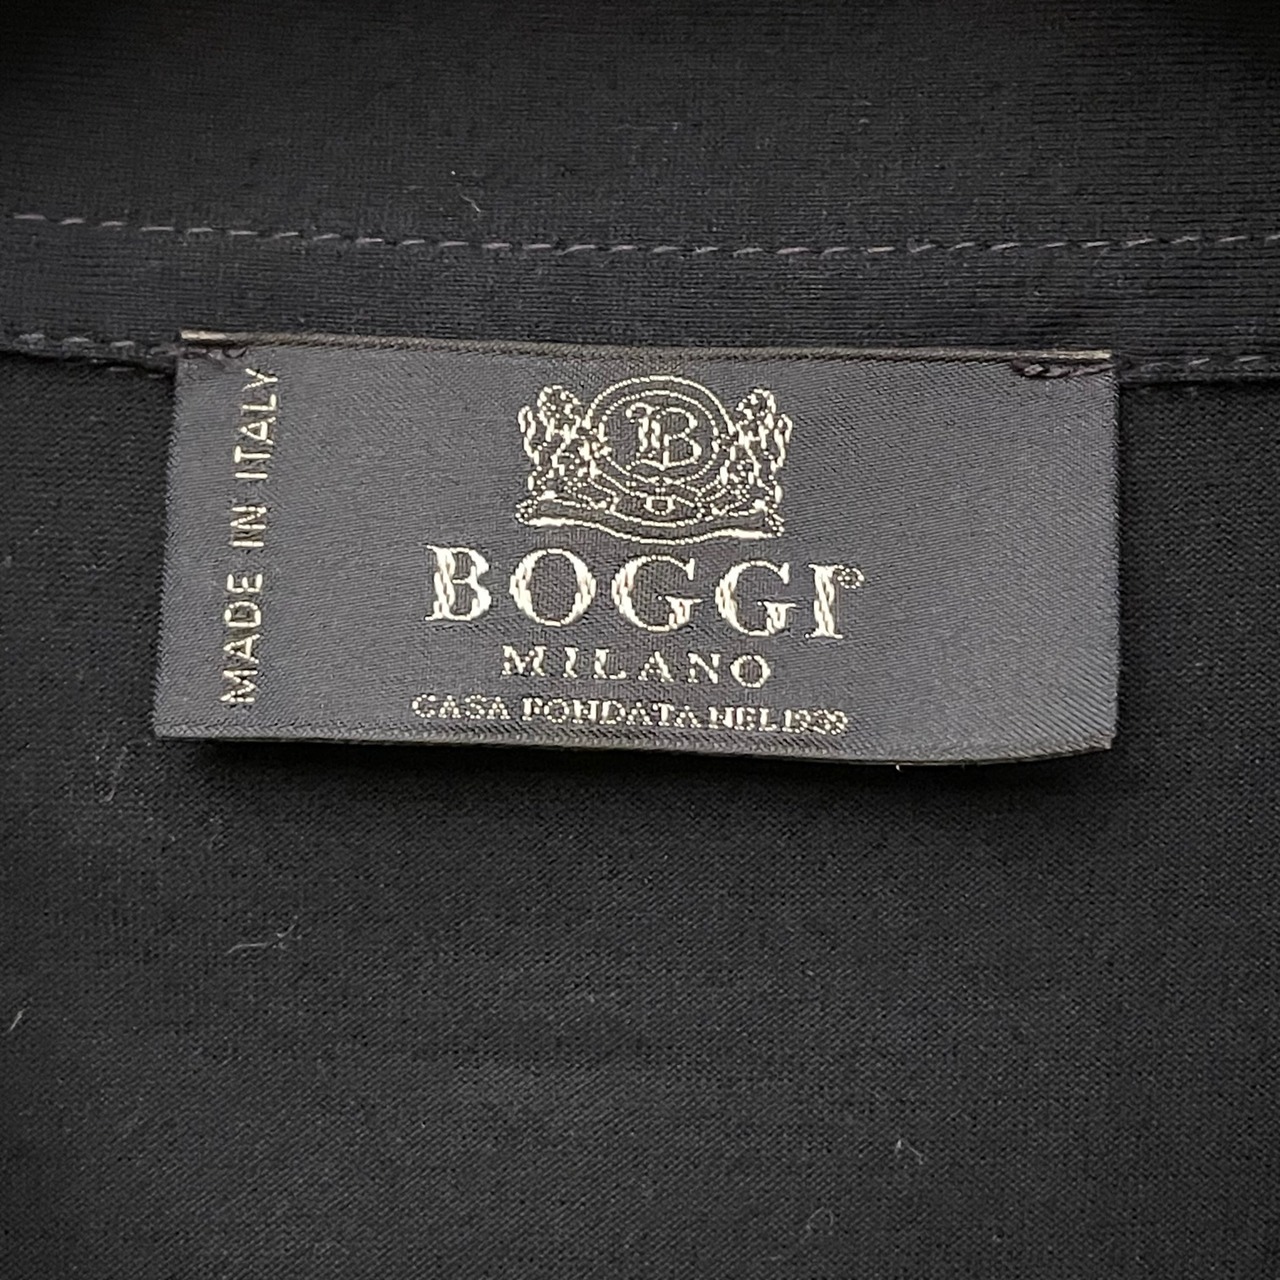 MADE IN ITALY
B
BOGGI
MILANO
CASA FONDATA NEL 1939